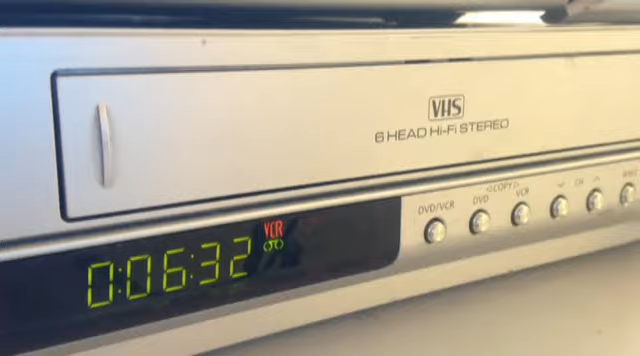 VHS
6 HEAD Hi-Fi STEREO
DVD/VCR
◁COPY▷
DVD
VCR
CH
VCR
0:06:32